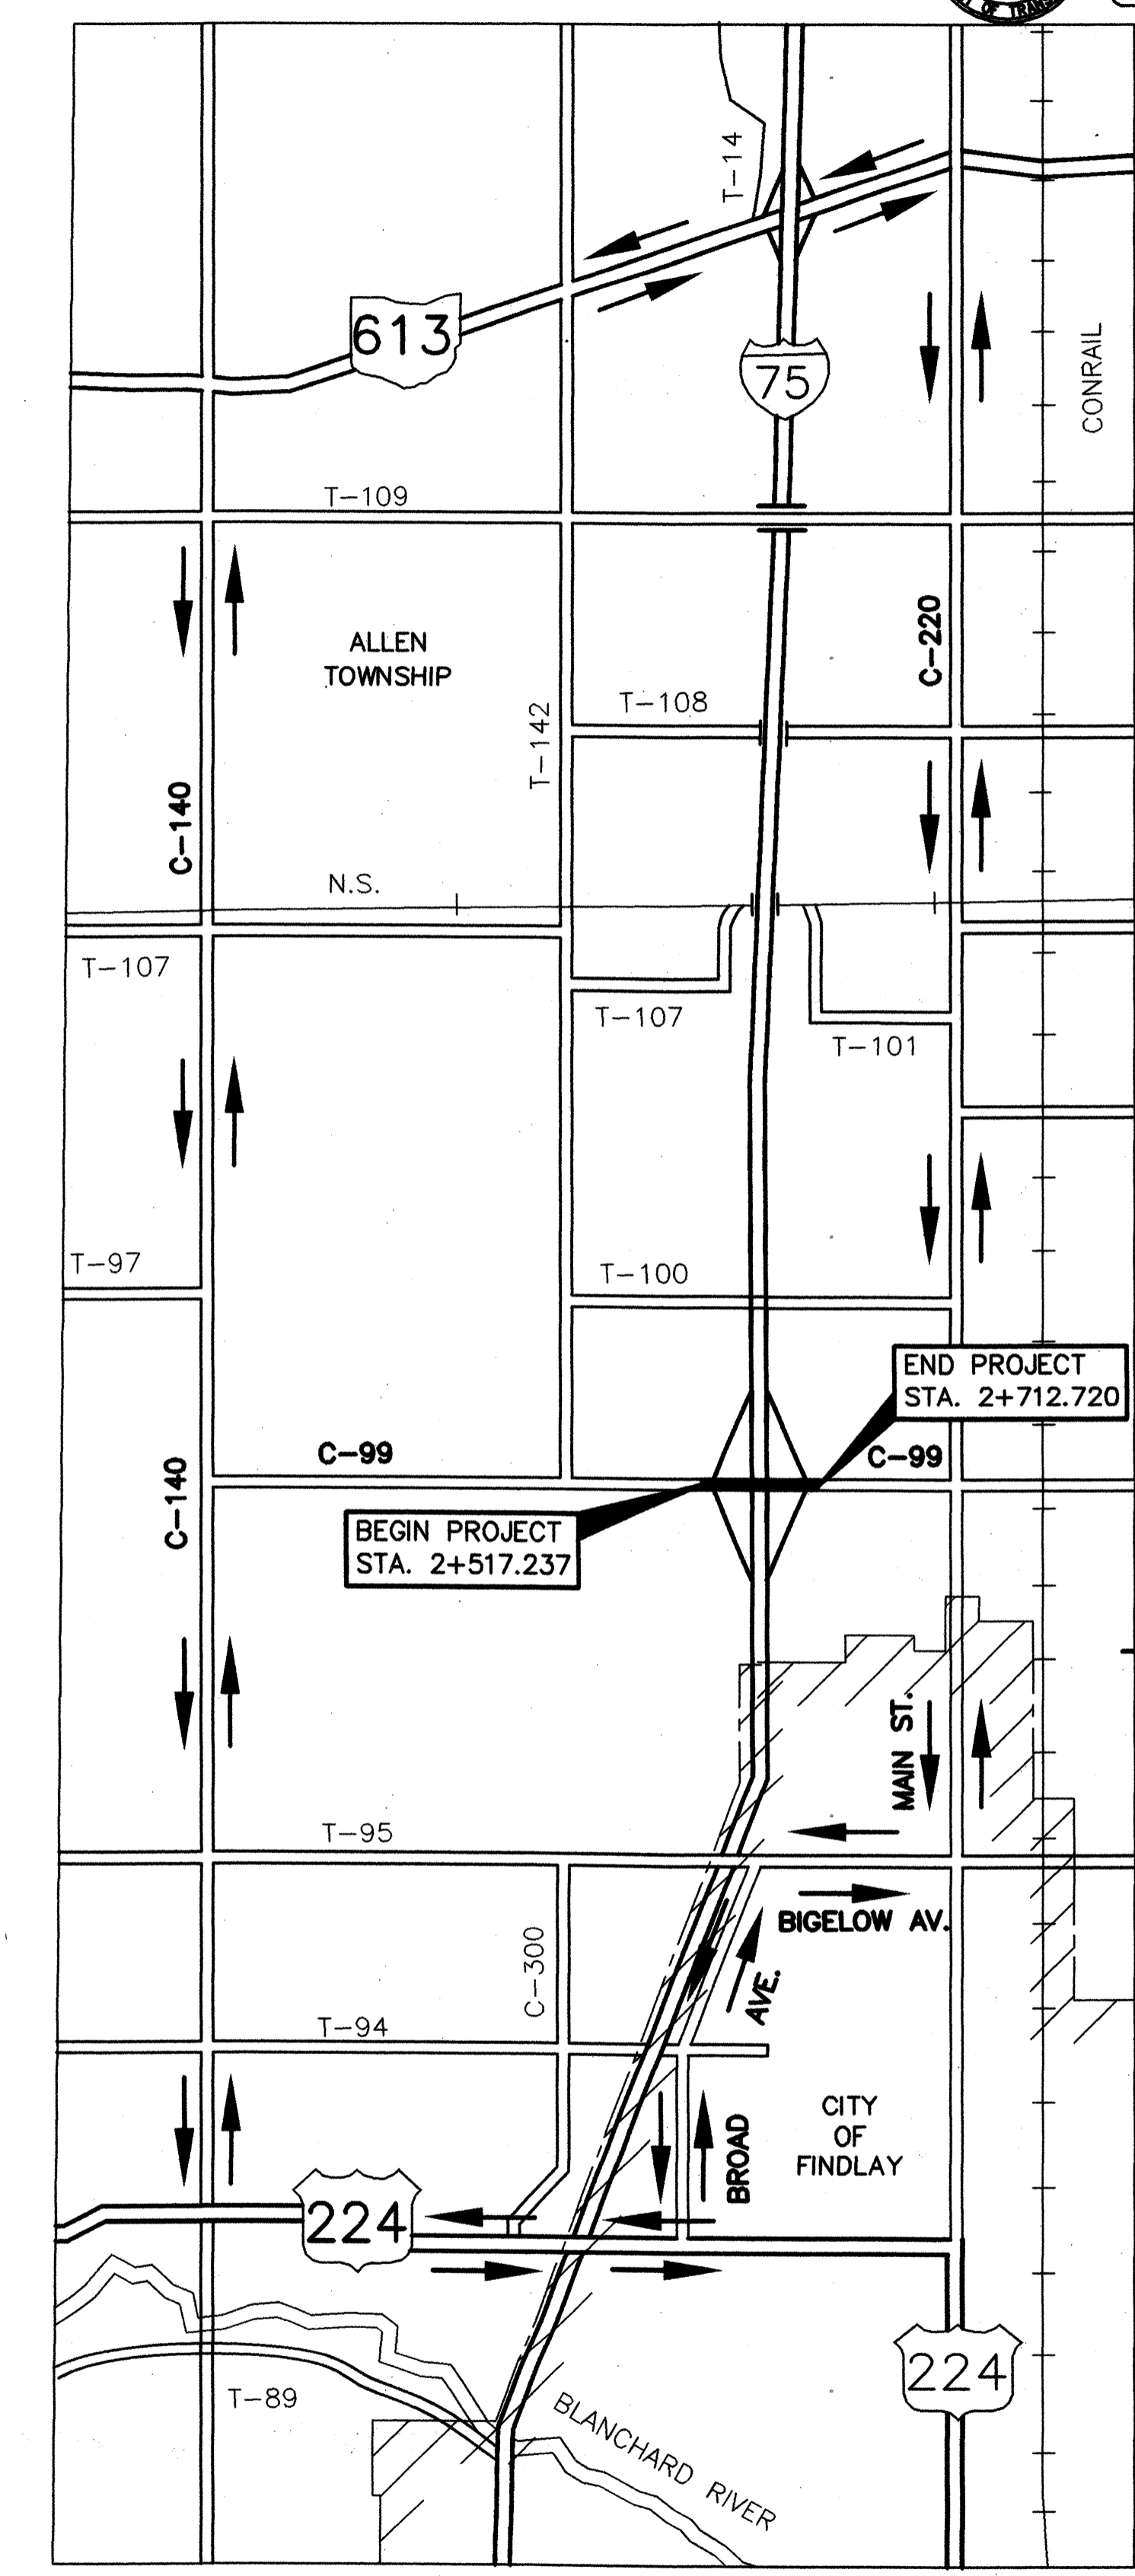 OF TRANS
T-14
613
75
CONRAIL
T-109
ALLEN
TOWNSHIP
C-220
T-108
T-142
C-140
N.S.
T-107
T-107
T-101
T-97
T-100
END PROJECT
STA. 2+712.720
C-99
C-99
C-140
BEGIN PROJECT
STA. 2+517.237
MAIN ST.
T-95
BIGELOW AV.
C-300
AVE.
T-94
CITY
OF
FINDLAY
BROAD
224
224
T-89
BLANCHARD RIVER